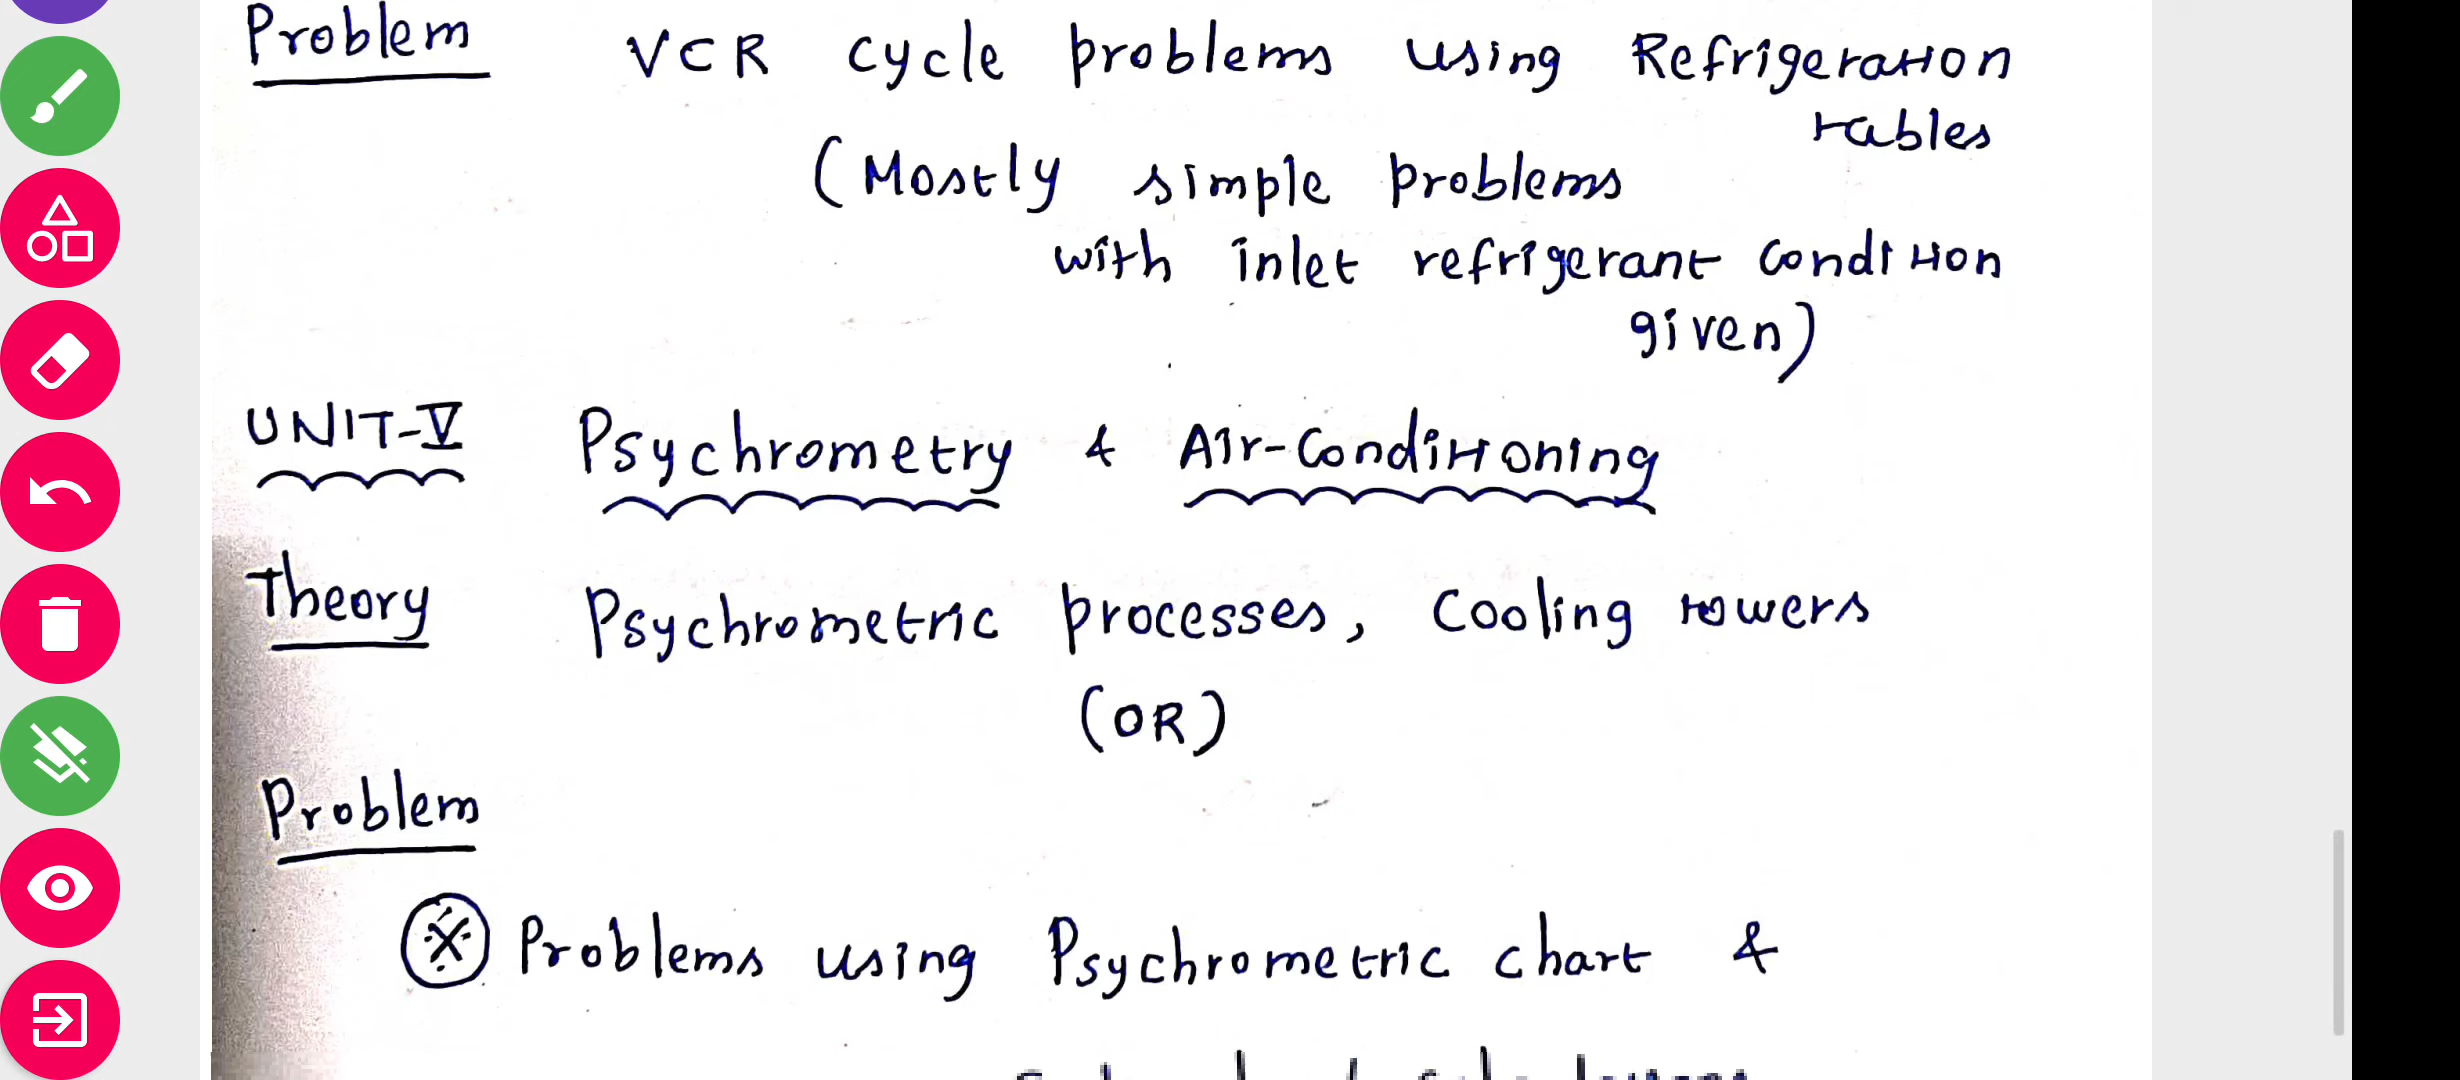 Problem VCR cycle problems using Refrigeration
tables
(Mostly simple problems
with inlet refrigerant condition
given)
UNIT-V Psychrometry & Air-Conditioning
Theory Psychrometric processes, Cooling towers
(OR)
Problem
Problems using Psychrometric chart &